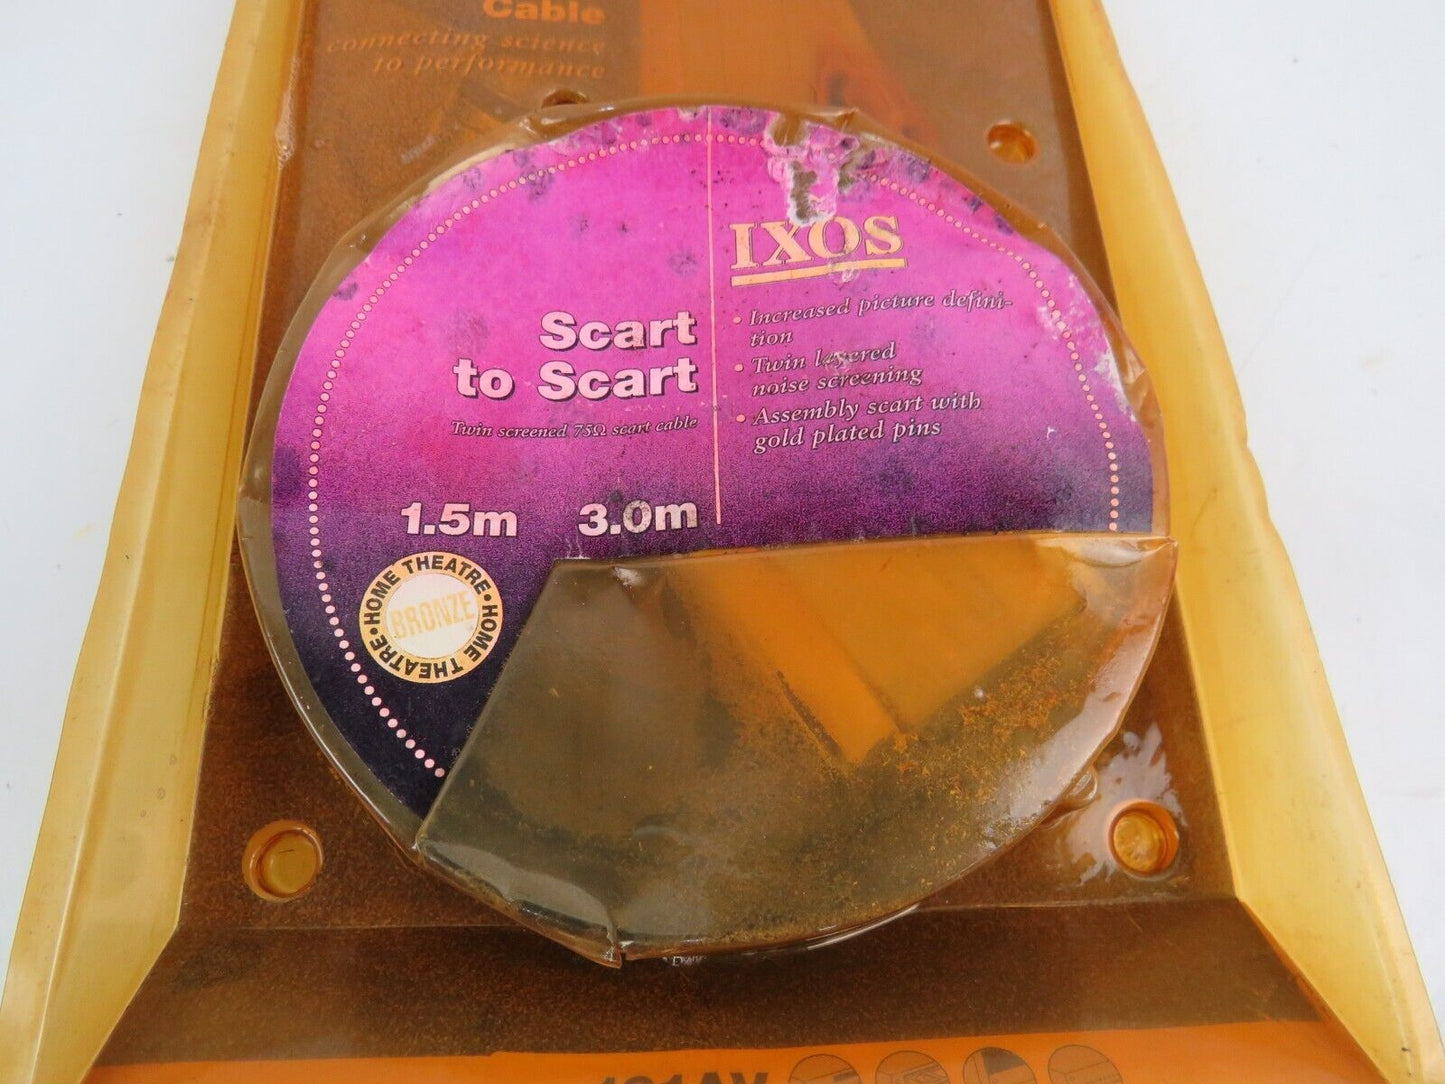 Cable
connecting science
to performance
IXOS
Scart
to Scart
Twin screened 75Ω scart cable
• Increased picture defini-
tion
• Twin layered
noise screening
• Assembly scart with
gold plated pins
1.5m 3.0m
HOME THEATRE • HOME THEATRE •
BRONZE